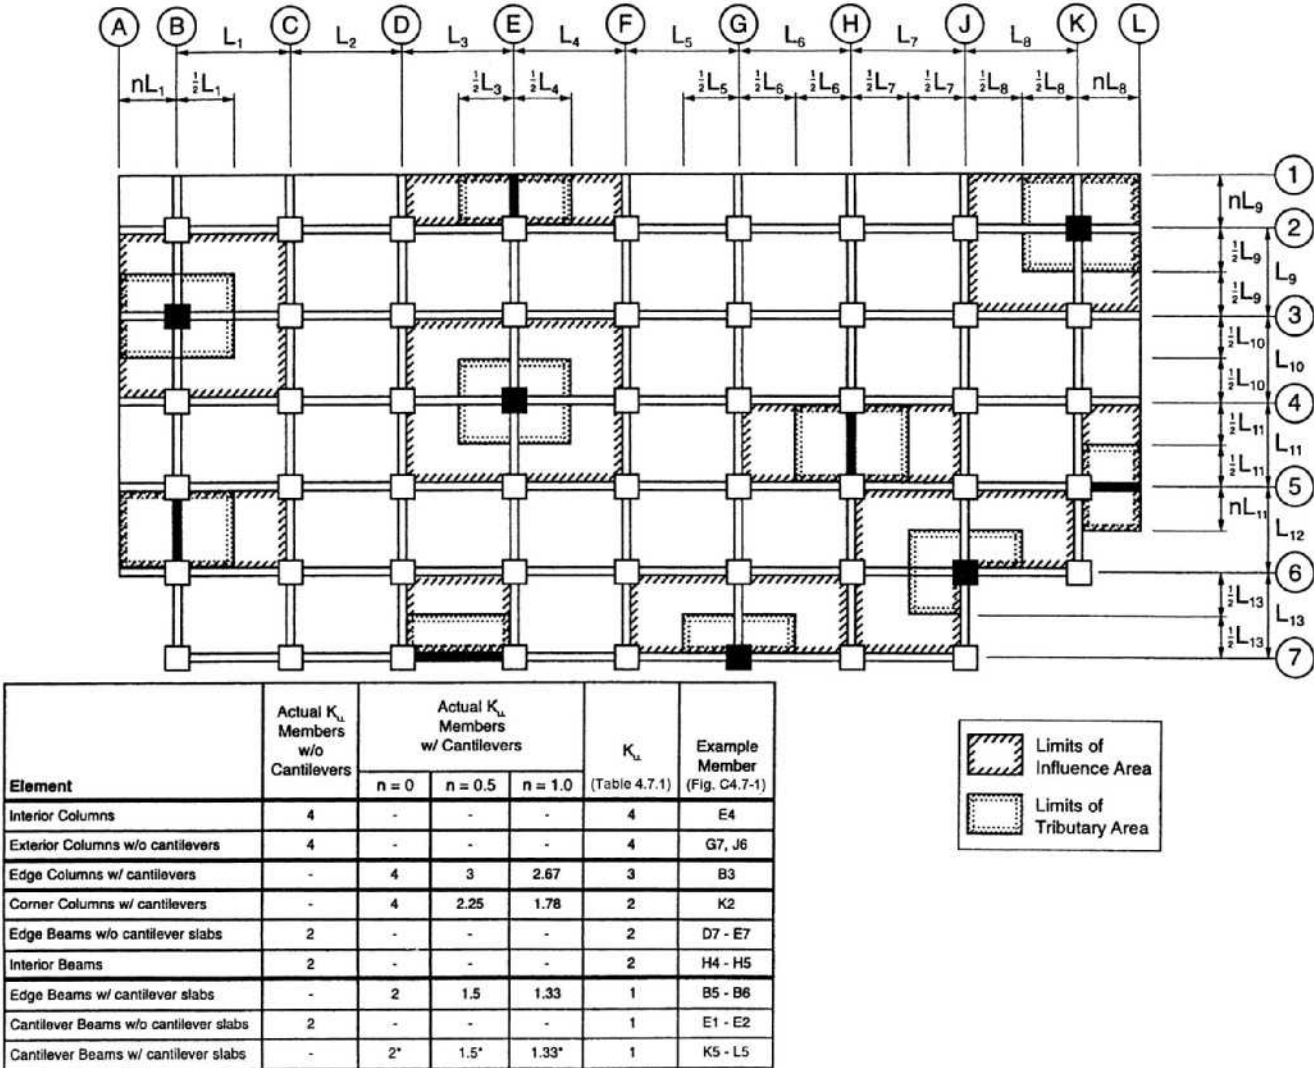 A B C D E F G H J K L
L₁ L₂ L₃ L₄ L₅ L₆ L₇ L₈
nL₁ ½L₁ ½L₃ ½L₄ ½L₅ ½L₆ ½L₆ ½L₇ ½L₇ ½L₈ ½L₈ nL₈
1
nL₉
2
½L₉
L₉
½L₉
3
½L₁₀
L₁₀
½L₁₀
4
½L₁₁
L₁₁
½L₁₁
5
nL₁₁
L₁₂
6
½L₁₃
L₁₃
½L₁₃
7
Element | Actual K_LL Members w/o Cantilevers | Actual K_LL Members w/ Cantilevers | K_LL (Table 4.7.1) | Example Member (Fig. C4.7-1)
n = 0 | n = 0.5 | n = 1.0
Interior Columns | 4 | - | - | - | 4 | E4
Exterior Columns w/o cantilevers | 4 | - | - | - | 4 | G7, J6
Edge Columns w/ cantilevers | - | 4 | 3 | 2.67 | 3 | B3
Corner Columns w/ cantilevers | - | 4 | 2.25 | 1.78 | 2 | K2
Edge Beams w/o cantilever slabs | 2 | - | - | - | 2 | D7 - E7
Interior Beams | 2 | - | - | - | 2 | H4 - H5
Edge Beams w/ cantilever slabs | - | 2 | 1.5 | 1.33 | 1 | B5 - B6
Cantilever Beams w/o cantilever slabs | 2 | - | - | - | 1 | E1 - E2
Cantilever Beams w/ cantilever slabs | - | 2* | 1.5* | 1.33* | 1 | K5 - L5
Limits of
Influence Area
Limits of
Tributary Area